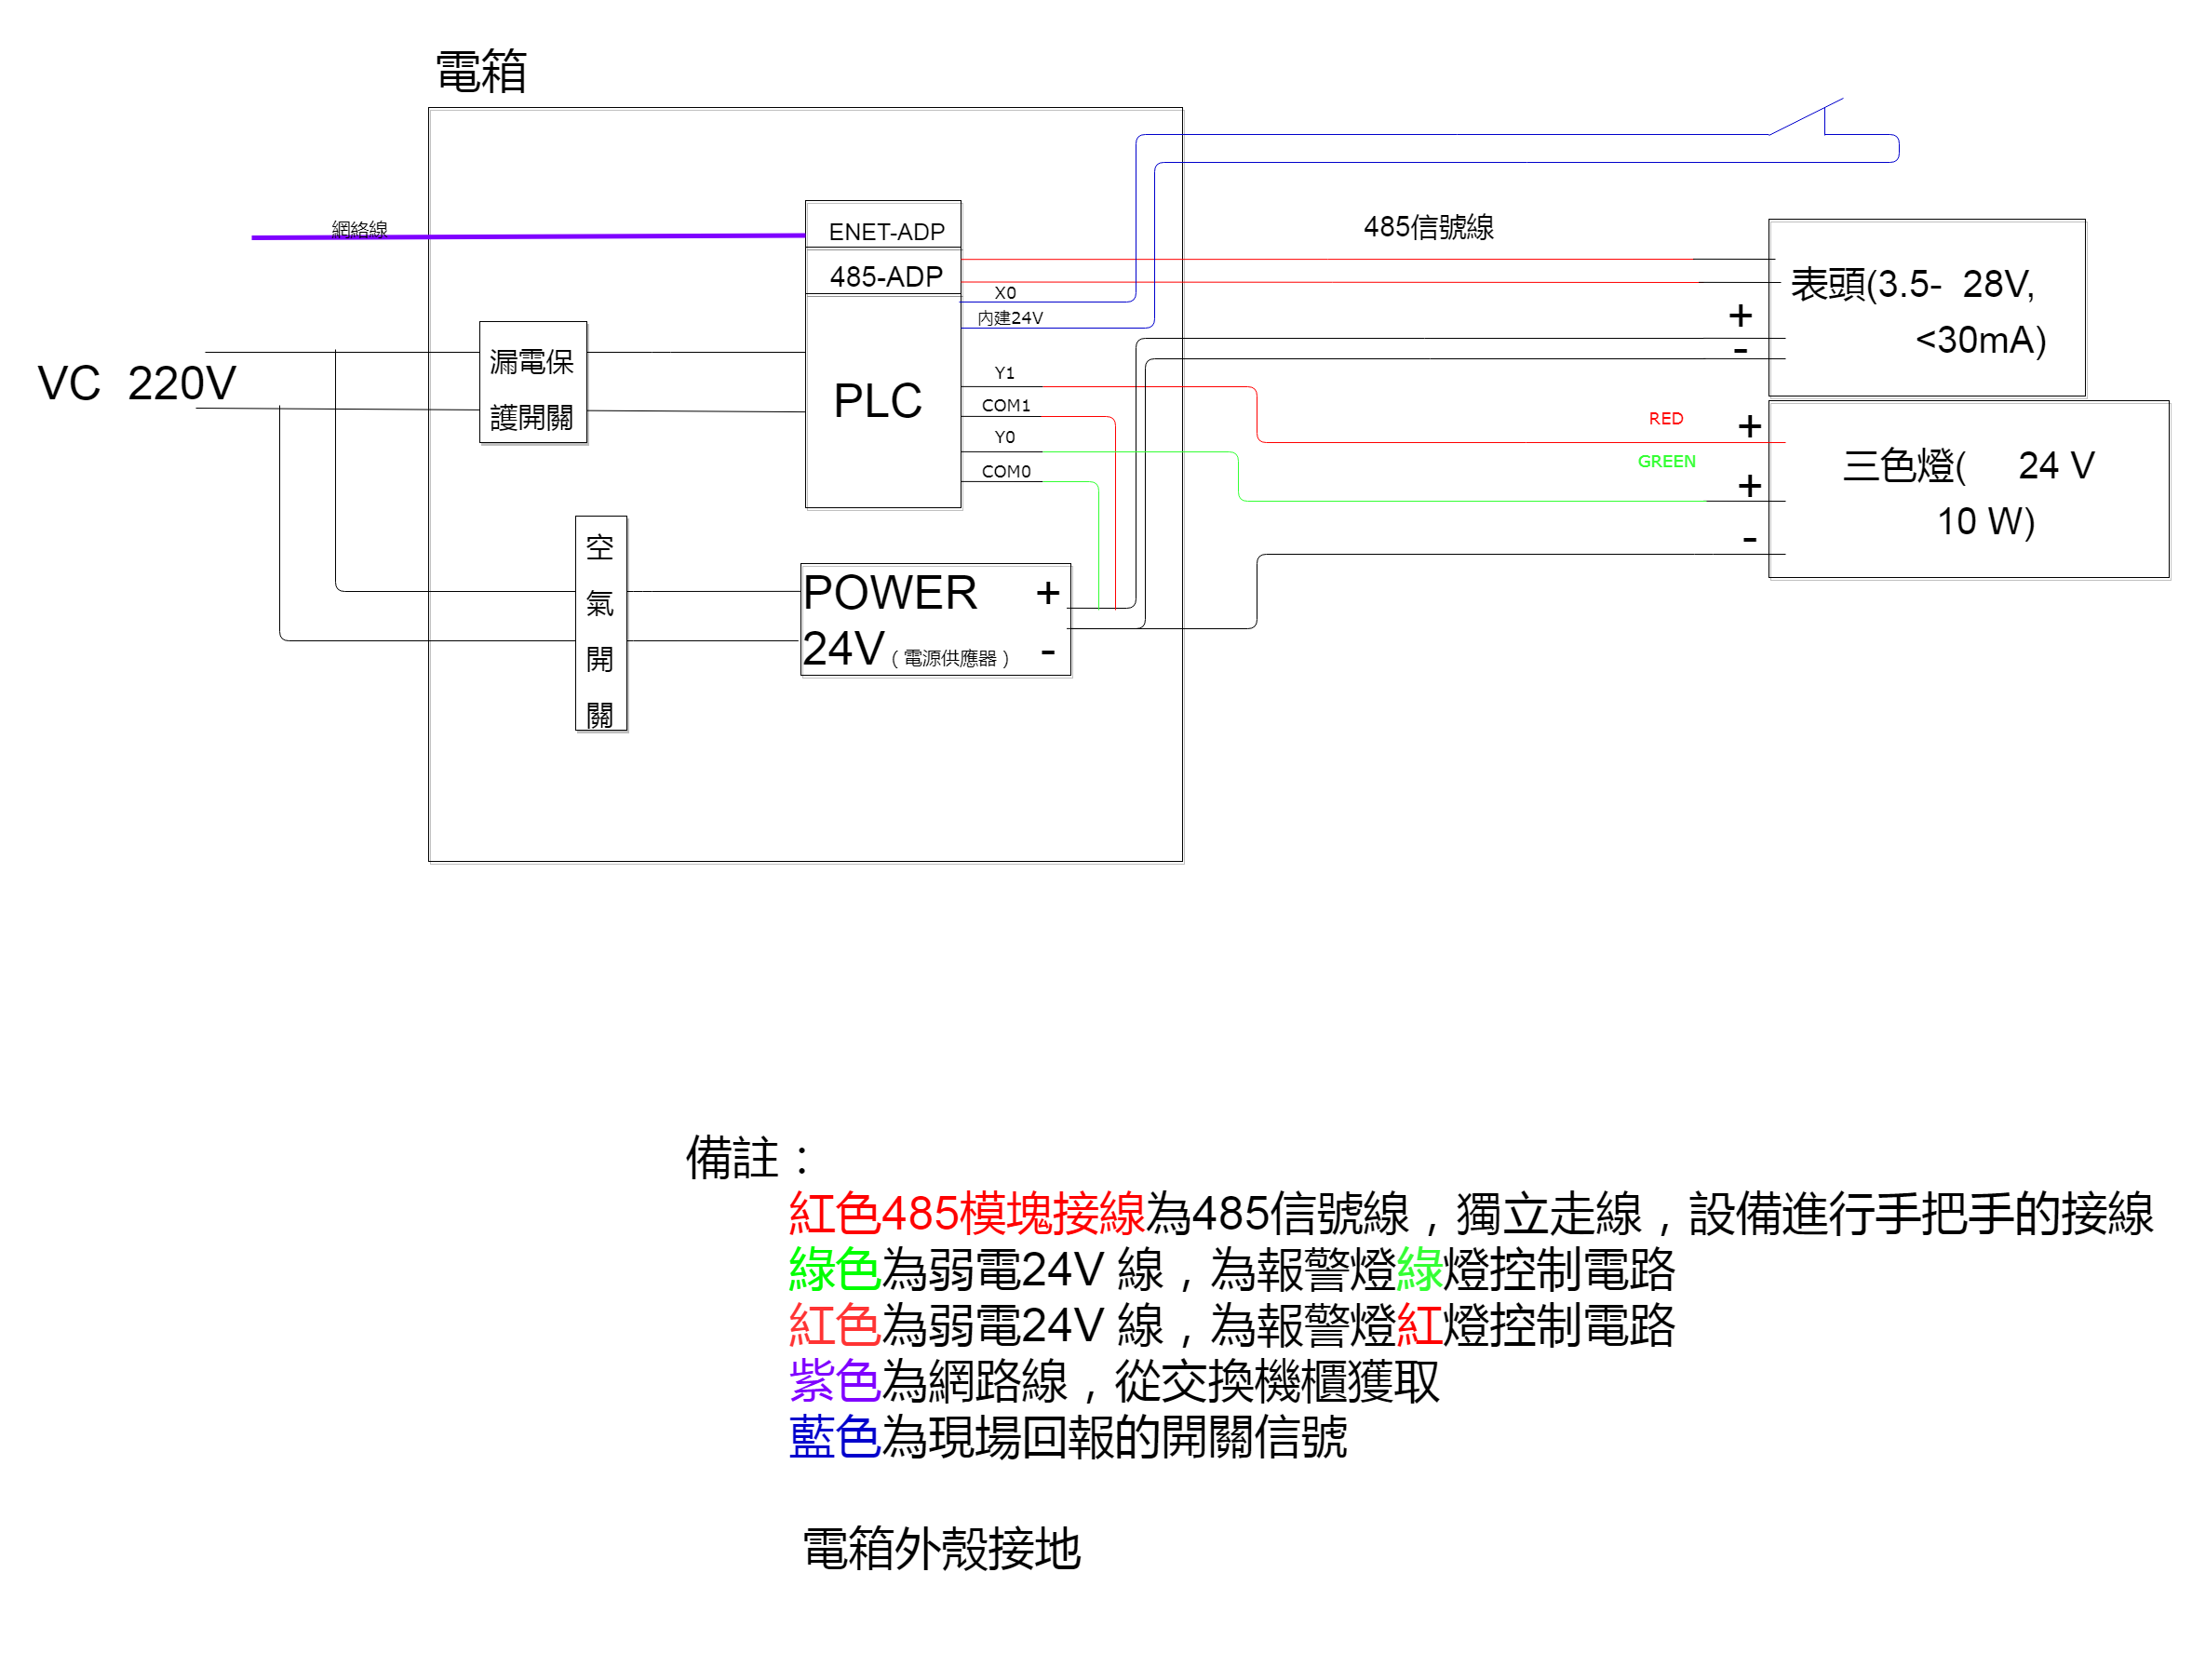 電箱
網絡線
ENET-ADP
485-ADP
X0
內建24V
485信號線
表頭(3.5- 28V,
<30mA)
+
-
VC 220V
漏電保
護開關
PLC
Y1
COM1
Y0
COM0
RED
GREEN
+
+
-
三色燈( 24 V
10 W)
空
氣
開
關
POWER +
24V（電源供應器） -
備註：
紅色485模塊接線為485信號線，獨立走線，設備進行手把手的接線
綠色為弱電24V 線，為報警燈綠燈控制電路
紅色為弱電24V 線，為報警燈紅燈控制電路
紫色為網路線，從交換機櫃獲取
藍色為現場回報的開關信號
電箱外殼接地